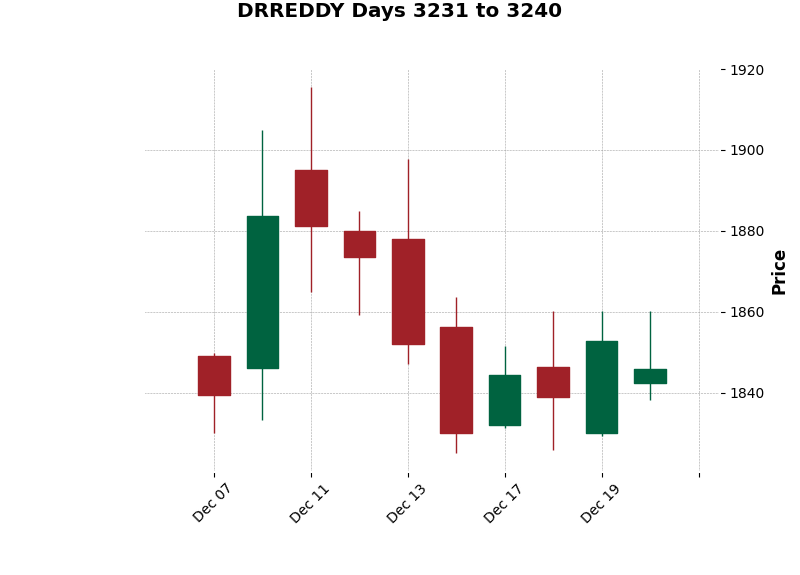 DRREDDY Days 3231 to 3240
1920
1900
1880
1860
1840
Price
Dec 07
Dec 11
Dec 13
Dec 17
Dec 19